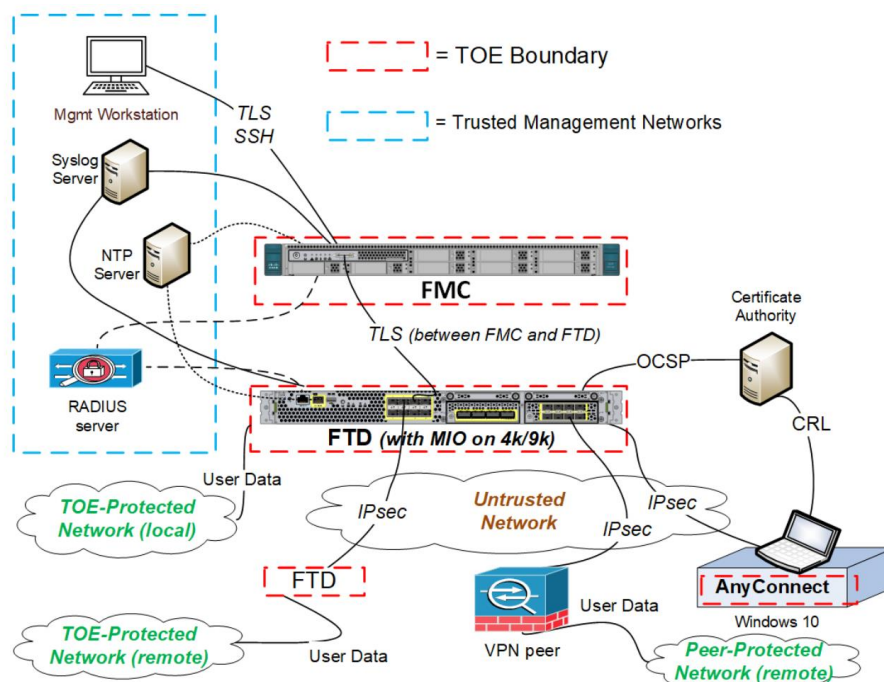 = TOE Boundary
= Trusted Management Networks
Mgmt Workstation
TLS
SSH
Syslog
Server
NTP
Server
FMC
TLS (between FMC and FTD)
Certificate
Authority
OCSP
CRL
RADIUS
server
FTD (with MIO on 4k/9k)
User Data
TOE-Protected
Network (local)
IPsec
Untrusted
Network
IPsec
IPsec
FTD
AnyConnect
Windows 10
User Data
VPN peer
TOE-Protected
Network (remote)
User Data
Peer-Protected
Network (remote)